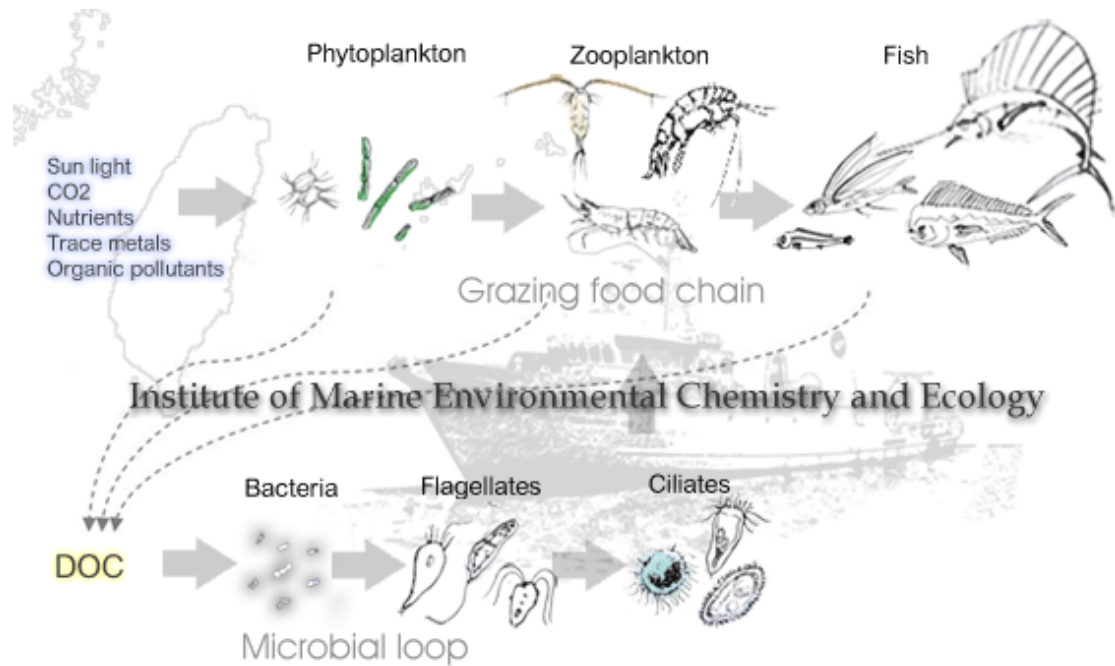 Phytoplankton
Zooplankton
Fish
Sun light
CO2
Nutrients
Trace metals
Organic pollutants
Grazing food chain
Institute of Marine Environmental Chemistry and Ecology
Bacteria
Flagellates
Ciliates
DOC
Microbial loop